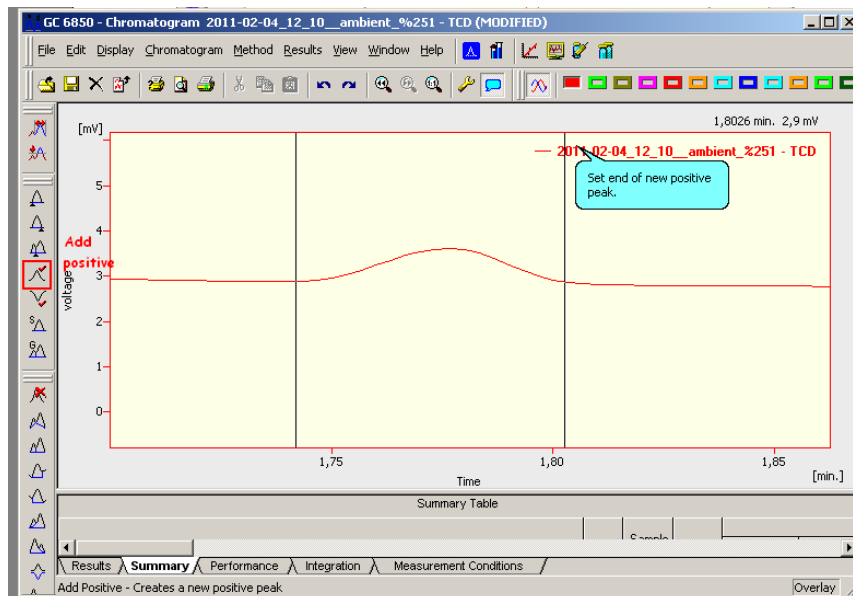 GC 6850 - Chromatogram 2011-02-04_12_10__ambient_%251 - TCD (MODIFIED)
File Edit Display Chromatogram Method Results View Window Help
1,8026 min. 2,9 mV
[mV]
2011-02-04_12_10__ambient_%251 - TCD
Set end of new positive
peak.
5
4
Add
positive
3
voltage
2
1
0
1,75
1,80
1,85
Time
[min.]
Summary Table
Results Summary Performance Integration Measurement Conditions
Add Positive - Creates a new positive peak
Overlay